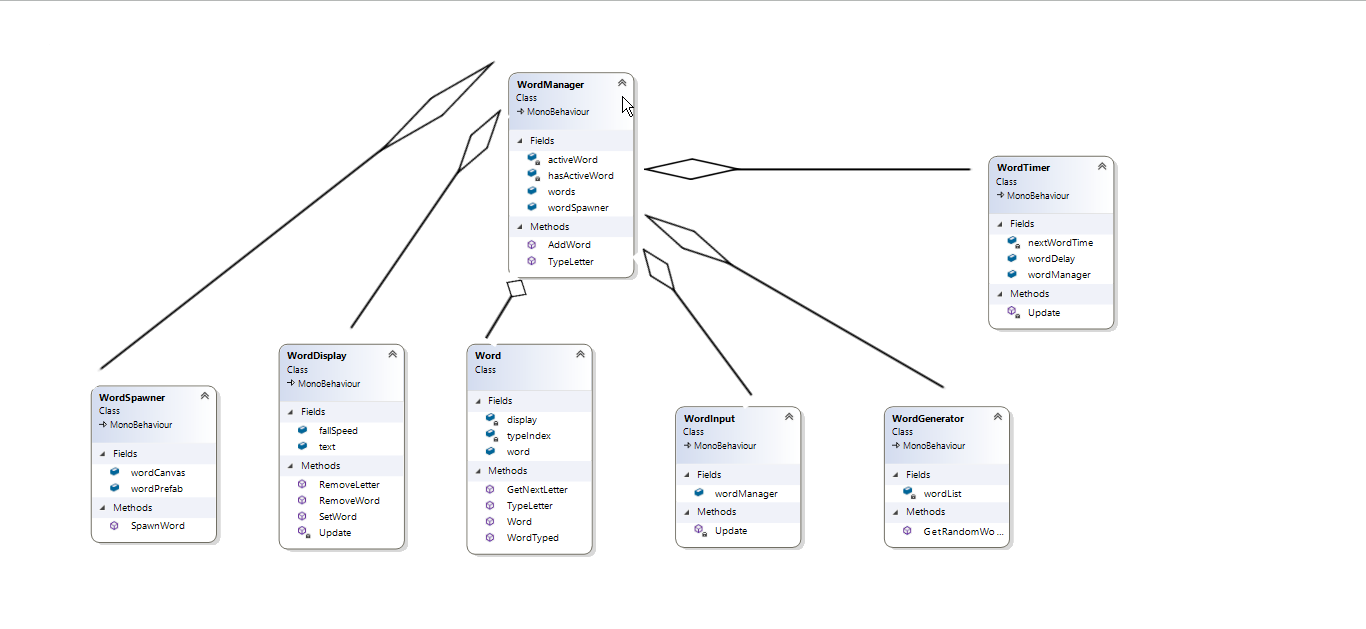 WordManager
Class
MonoBehaviour
Fields
activeWord
hasActiveWord
words
wordSpawner
Methods
AddWord
TypeLetter
WordTimer
Class
MonoBehaviour
Fields
nextWordTime
wordDelay
wordManager
Methods
Update
WordSpawner
Class
MonoBehaviour
Fields
wordCanvas
wordPrefab
Methods
SpawnWord
WordDisplay
Class
MonoBehaviour
Fields
fallSpeed
text
Methods
RemoveLetter
RemoveWord
SetWord
Update
Word
Class
Fields
display
typeIndex
word
Methods
GetNextLetter
TypeLetter
Word
WordTyped
WordInput
Class
MonoBehaviour
Fields
wordManager
Methods
Update
WordGenerator
Class
MonoBehaviour
Fields
wordList
Methods
GetRandomWo...